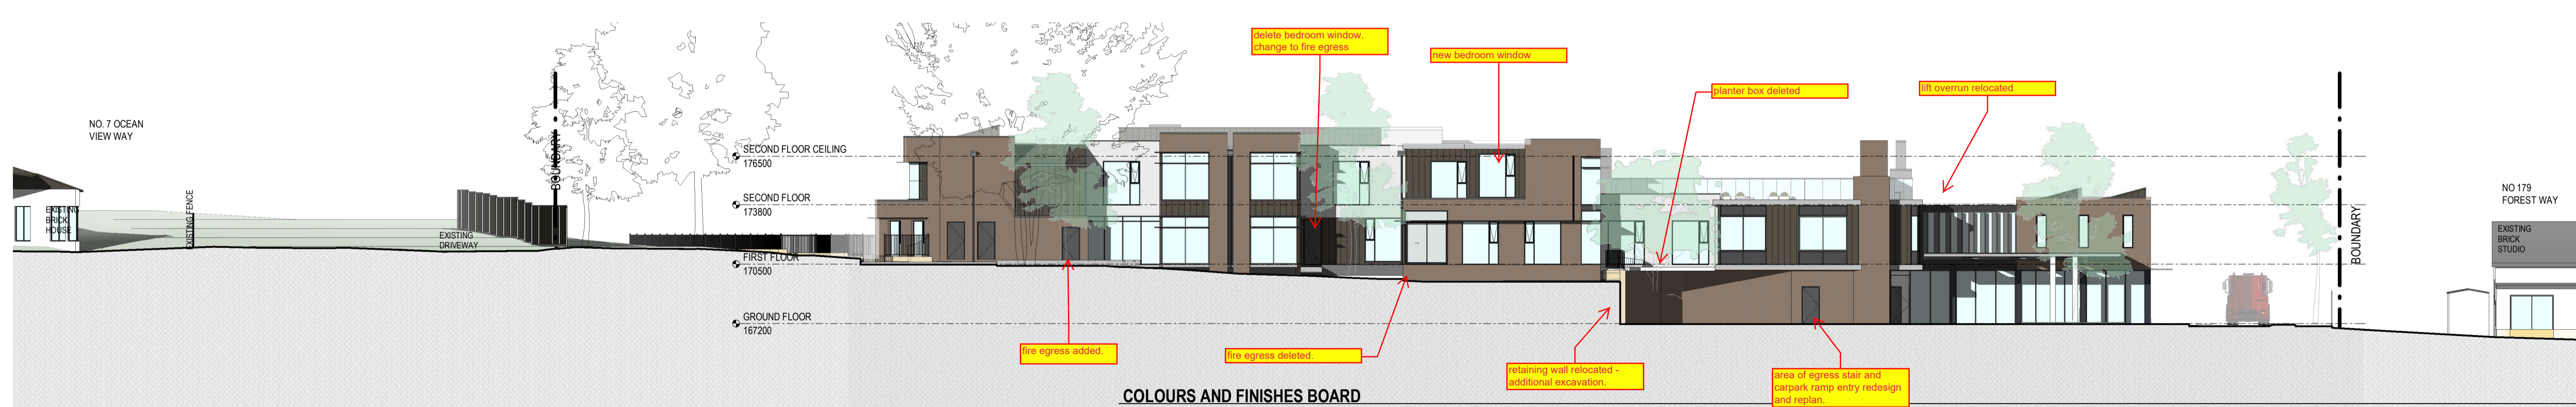 delete bedroom window.
change to fire egress
new bedroom window
planter box deleted
lift overrun relocated
NO. 7 OCEAN
VIEW WAY
BOUNDARY
SECOND FLOOR CEILING
176500
SECOND FLOOR
173800
EXISTING
BRICK
HOUSE
EXISTING FENCE
EXISTING
DRIVEWAY
FIRST FLOOR
170500
GROUND FLOOR
167200
NO 179
FOREST WAY
BOUNDARY
EXISTING
BRICK
STUDIO
fire egress added.
fire egress deleted.
retaining wall relocated -
additional excavation.
area of egress stair and
carpark ramp entry redesign
and replan.
COLOURS AND FINISHES BOARD